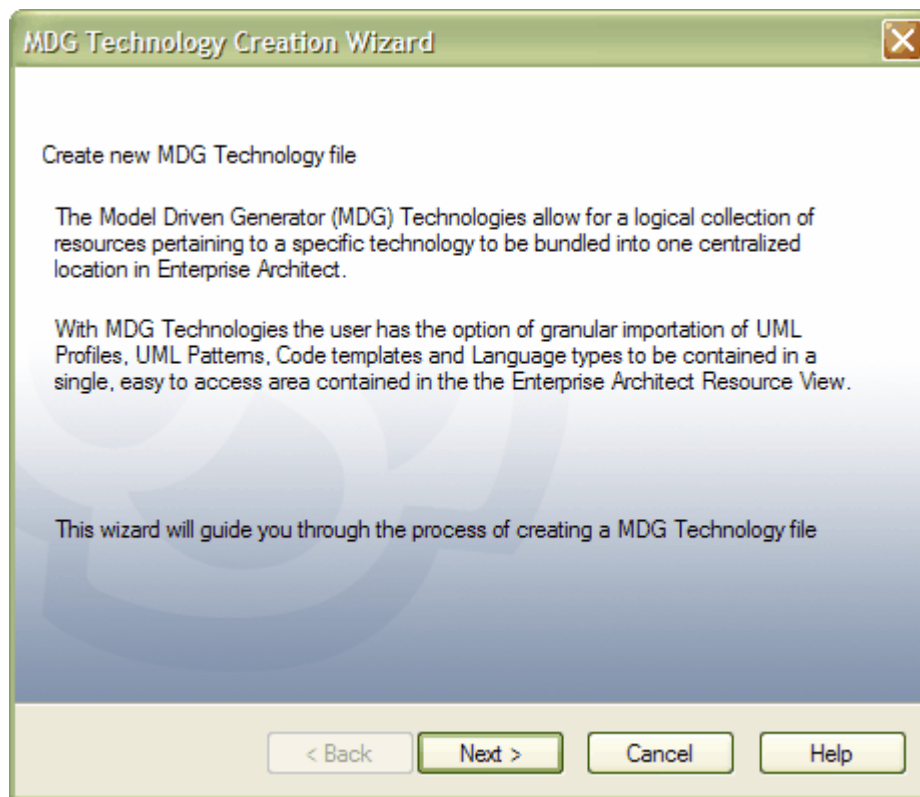 MDG Technology Creation Wizard
Create new MDG Technology file
The Model Driven Generator (MDG) Technologies allow for a logical collection of
resources pertaining to a specific technology to be bundled into one centralized
location in Enterprise Architect.
With MDG Technologies the user has the option of granular importation of UML
Profiles, UML Patterns, Code templates and Language types to be contained in a
single, easy to access area contained in the the Enterprise Architect Resource View.
This wizard will guide you through the process of creating a MDG Technology file
< Back Next > Cancel Help